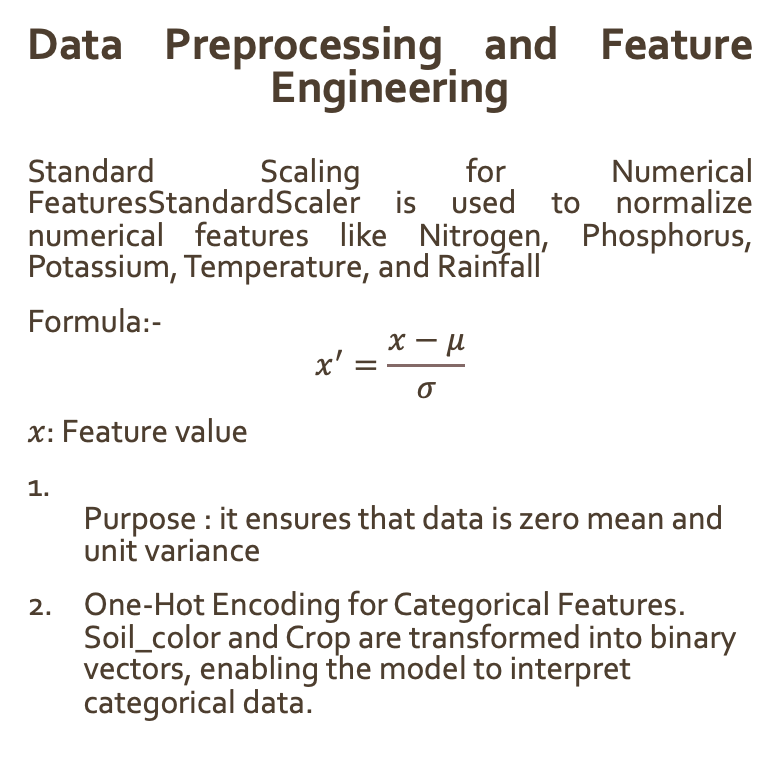 Data Preprocessing and Feature
Engineering
Standard Scaling for Numerical
FeaturesStandardScaler is used to normalize
numerical features like Nitrogen, Phosphorus,
Potassium, Temperature, and Rainfall
Formula:-
x′ = (x − μ) / σ
x: Feature value
1.
Purpose : it ensures that data is zero mean and
unit variance
2. One-Hot Encoding for Categorical Features.
Soil_color and Crop are transformed into binary
vectors, enabling the model to interpret
categorical data.